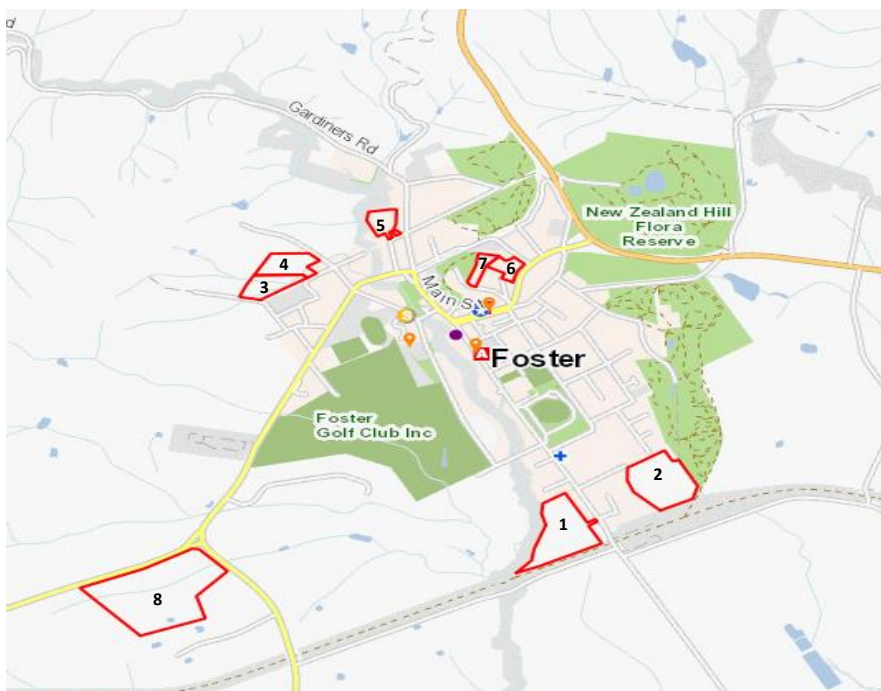 d
Gardiners Rd
New Zealand Hill
Flora
Reserve
5
4
3
7
6
Main S
A
Foster
Foster
Golf Club Inc
2
1
8